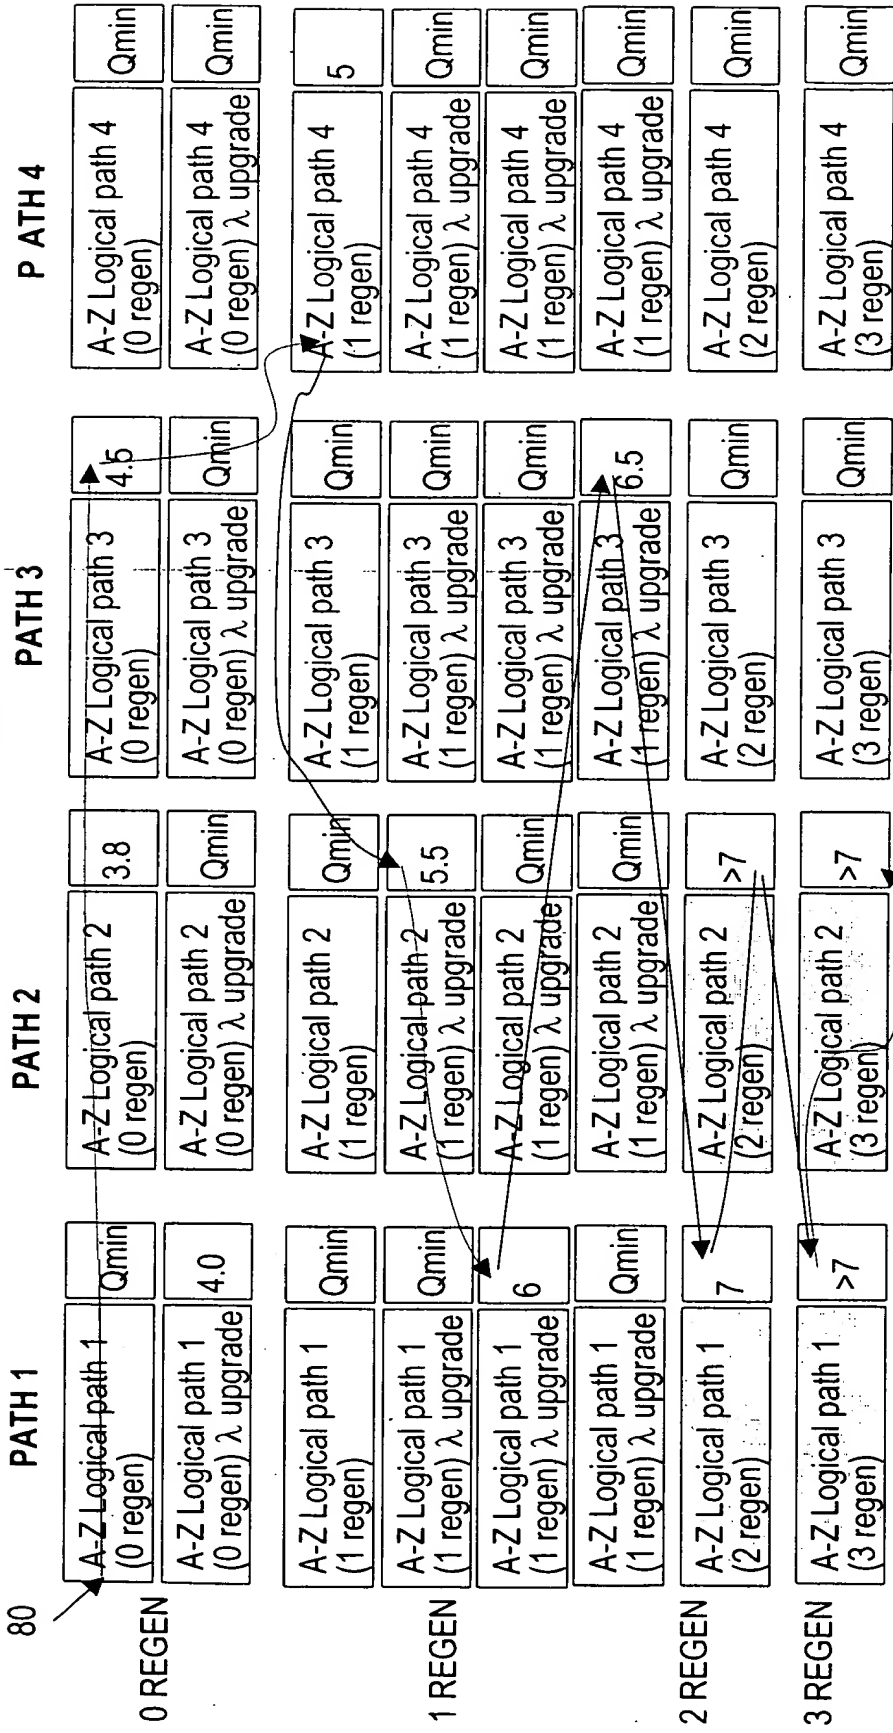 80
PATH 1
PATH 2
PATH 3
P ATH 4
0 REGEN
A-Z Logical path 1
(0 regen)
Qmin
A-Z Logical path 2
(0 regen)
3.8
A-Z Logical path 3
(0 regen)
4.5
A-Z Logical path 4
(0 regen)
Qmin
A-Z Logical path 1
(0 regen) λ upgrade
4.0
A-Z Logical path 2
(0 regen) λ upgrade
Qmin
A-Z Logical path 3
(0 regen) λ upgrade
Qmin
A-Z Logical path 4
(0 regen) λ upgrade
Qmin
1 REGEN
A-Z Logical path 1
(1 regen)
Qmin
A-Z Logical path 2
(1 regen)
Qmin
A-Z Logical path 3
(1 regen)
Qmin
A-Z Logical path 4
(1 regen)
5
A-Z Logical path 1
(1 regen) λ upgrade
Qmin
A-Z Logical path 2
(1 regen) λ upgrade
5.5
A-Z Logical path 3
(1 regen) λ upgrade
Qmin
A-Z Logical path 4
(1 regen) λ upgrade
Qmin
A-Z Logical path 1
(1 regen) λ upgrade
6
A-Z Logical path 2
(1 regen) λ upgrade
Qmin
A-Z Logical path 3
(1 regen) λ upgrade
Qmin
A-Z Logical path 4
(1 regen) λ upgrade
Qmin
A-Z Logical path 1
(1 regen) λ upgrade
Qmin
A-Z Logical path 2
(1 regen) λ upgrade
Qmin
A-Z Logical path 3
(1 regen) λ upgrade
6.5
A-Z Logical path 4
(1 regen) λ upgrade
Qmin
2 REGEN
A-Z Logical path 1
(2 regen)
7
A-Z Logical path 2
(2 regen)
>7
A-Z Logical path 3
(2 regen)
Qmin
A-Z Logical path 4
(2 regen)
Qmin
3 REGEN
A-Z Logical path 1
(3 regen)
>7
A-Z Logical path 2
(3 regen)
>7
A-Z Logical path 3
(3 regen)
Qmin
A-Z Logical path 4
(3 regen)
Qmin